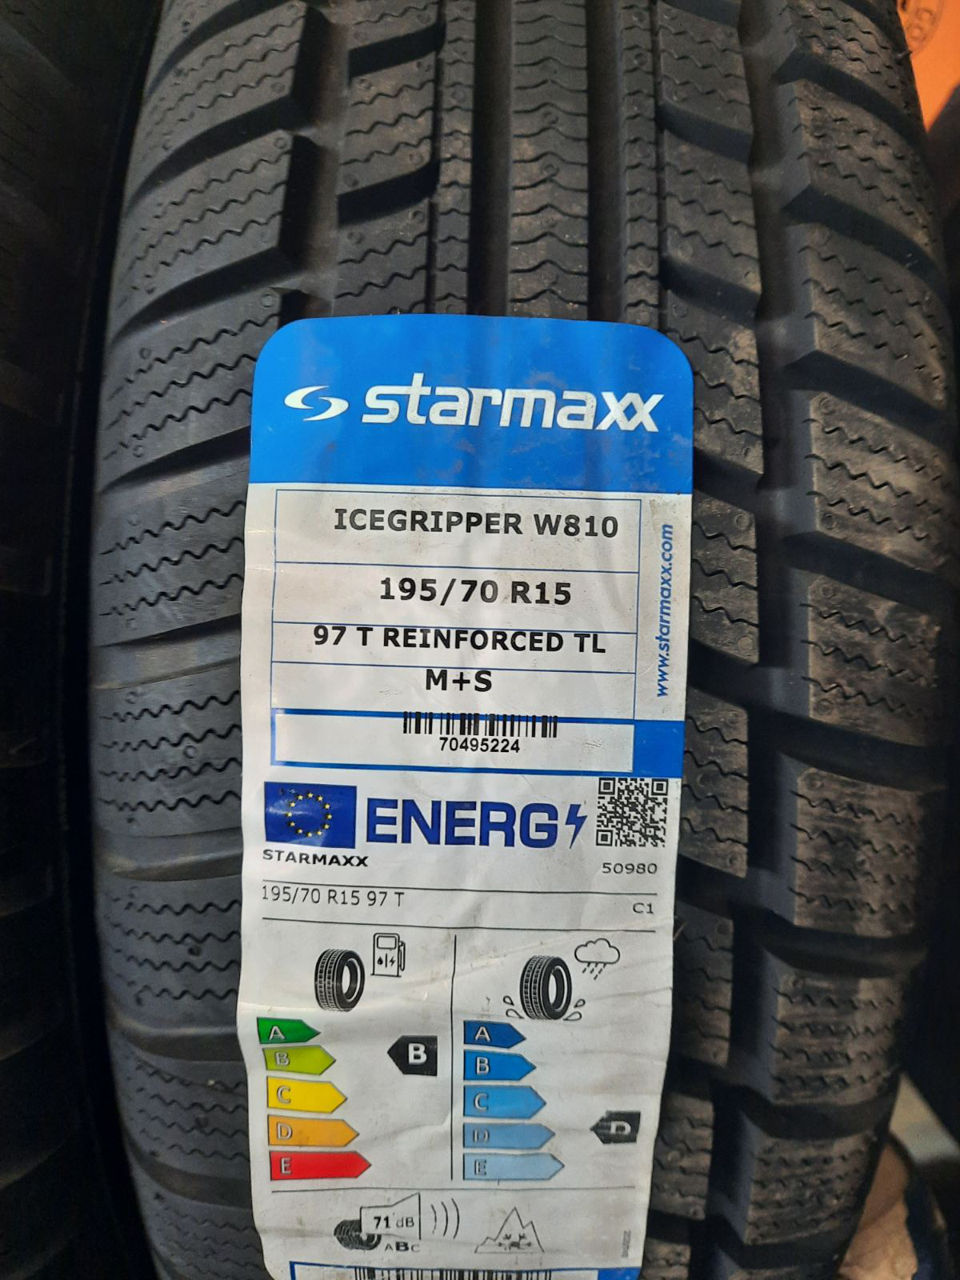 starmaxx
ICEGRIPPER W810
195/70 R15
97 T REINFORCED TL
M+S
www.starmaxx.com
70495224
ENERG
STARMAXX
50980
195/70 R15 97 T
C1
A
B
C
D
E
B
A
B
C
D
E
D
71 dB
ABC